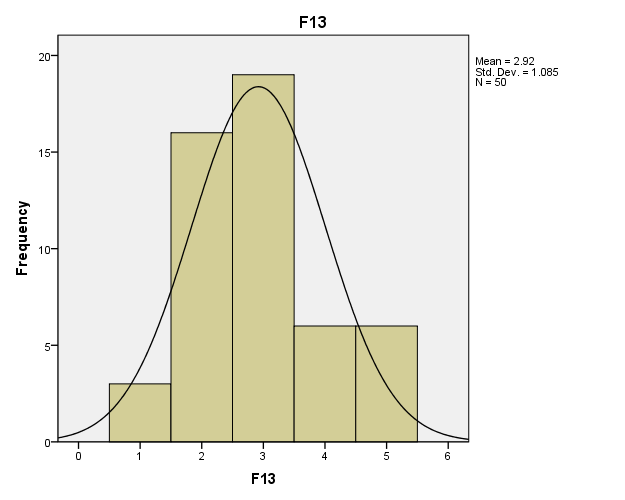 F13
Mean = 2.92
Std. Dev. = 1.085
N = 50
20
15
10
5
0
Frequency
0 1 2 3 4 5 6
F13